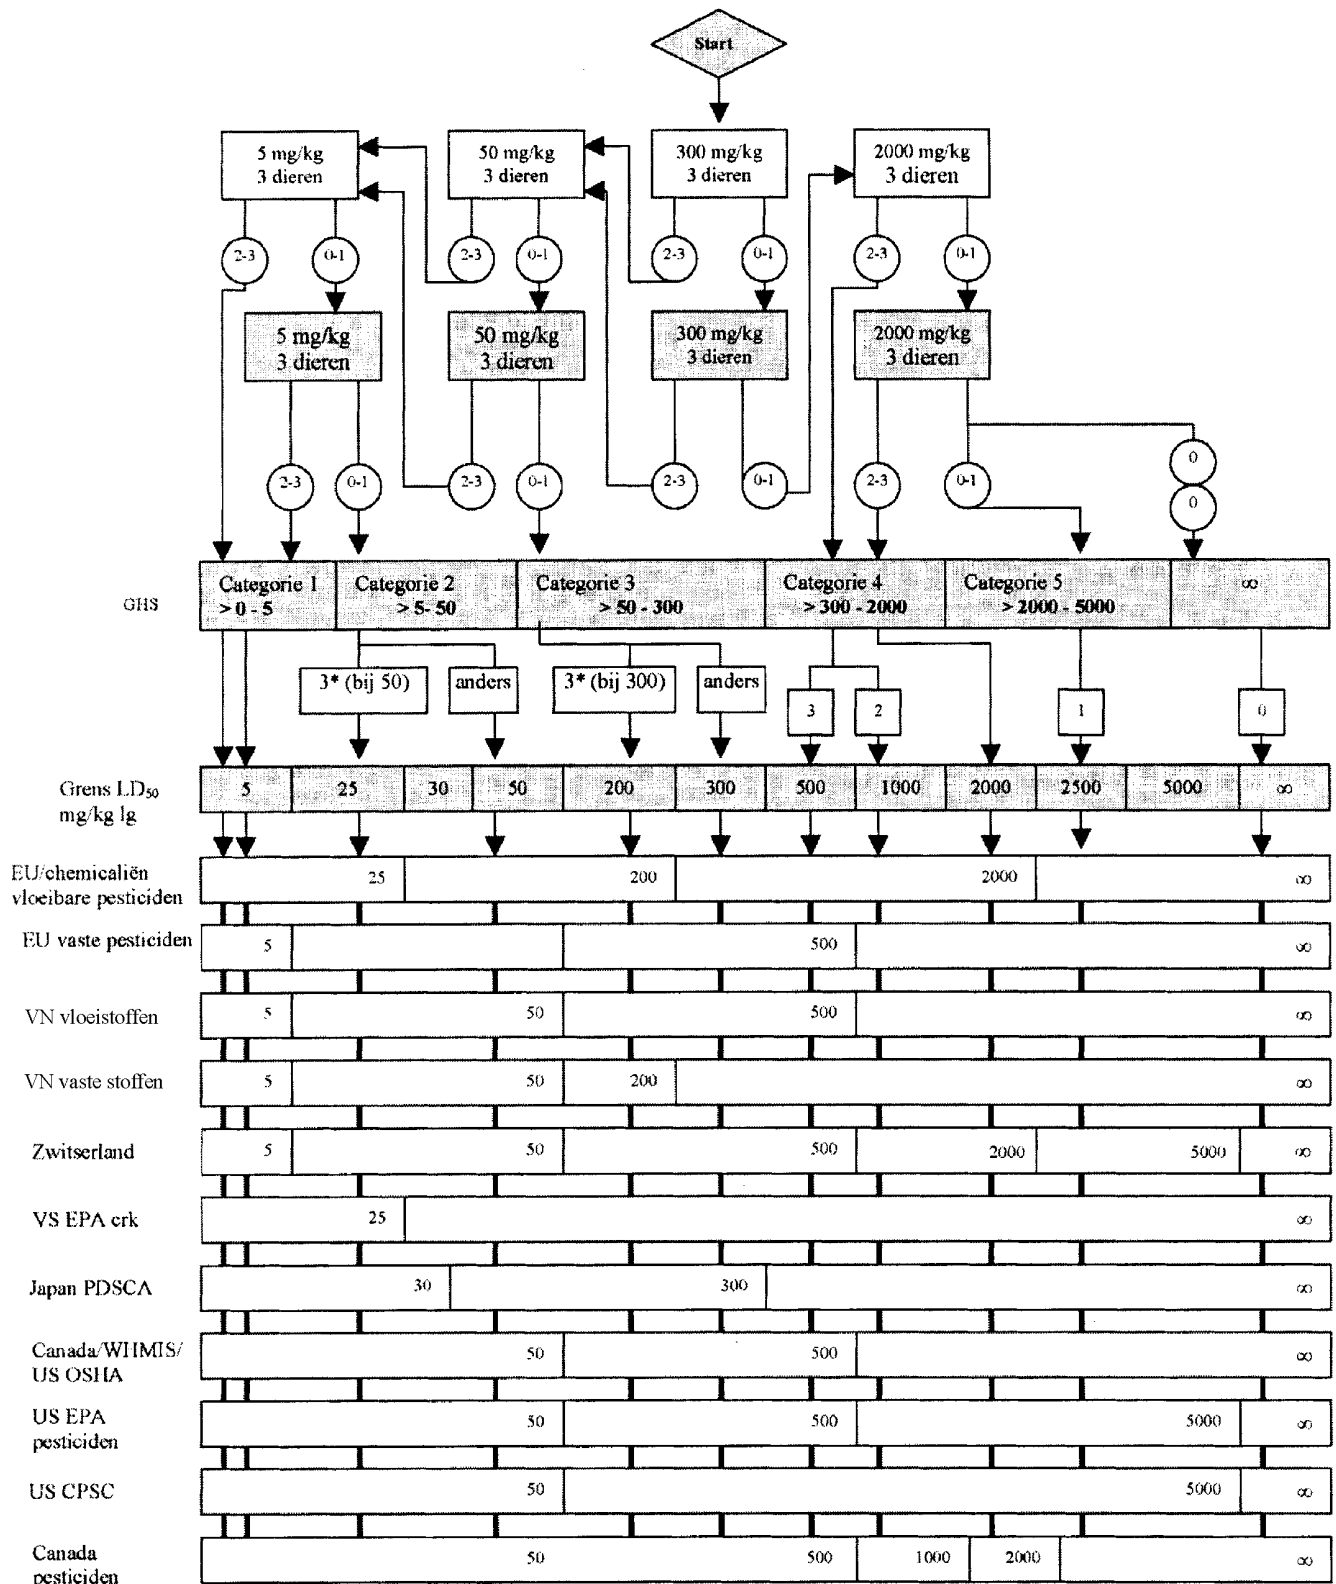 Start
5 mg/kg
3 dieren
50 mg/kg
3 dieren
300 mg/kg
3 dieren
2000 mg/kg
3 dieren
2-3
0-1
2-3
0-1
2-3
0-1
2-3
0-1
5 mg/kg
3 dieren
50 mg/kg
3 dieren
300 mg/kg
3 dieren
2000 mg/kg
3 dieren
2-3
0-1
2-3
0-1
2-3
0-1
2-3
0-1
0
0
GHS
Categorie 1
> 0 - 5
Categorie 2
> 5- 50
Categorie 3
> 50 - 300
Categorie 4
> 300 - 2000
Categorie 5
> 2000 - 5000
∞
3* (bij 50)
anders
3* (bij 300)
anders
3
2
1
0
Grens LD₅₀
mg/kg lg
5 25 30 50 200 300 500 1000 2000 2500 5000 ∞
EU/chemicaliën
vloeibare pesticiden
25 200 2000 ∞
EU vaste pesticiden
5 500 ∞
VN vloeistoffen
5 50 500 ∞
VN vaste stoffen
5 50 200 ∞
Zwitserland
5 50 500 2000 5000 ∞
VS EPA crk
25 ∞
Japan PDSCA
30 300 ∞
Canada/WHMIS/
US OSHA
50 500 ∞
US EPA
pesticiden
50 500 5000 ∞
US CPSC
50 5000 ∞
Canada
pesticiden
50 500 1000 2000 ∞